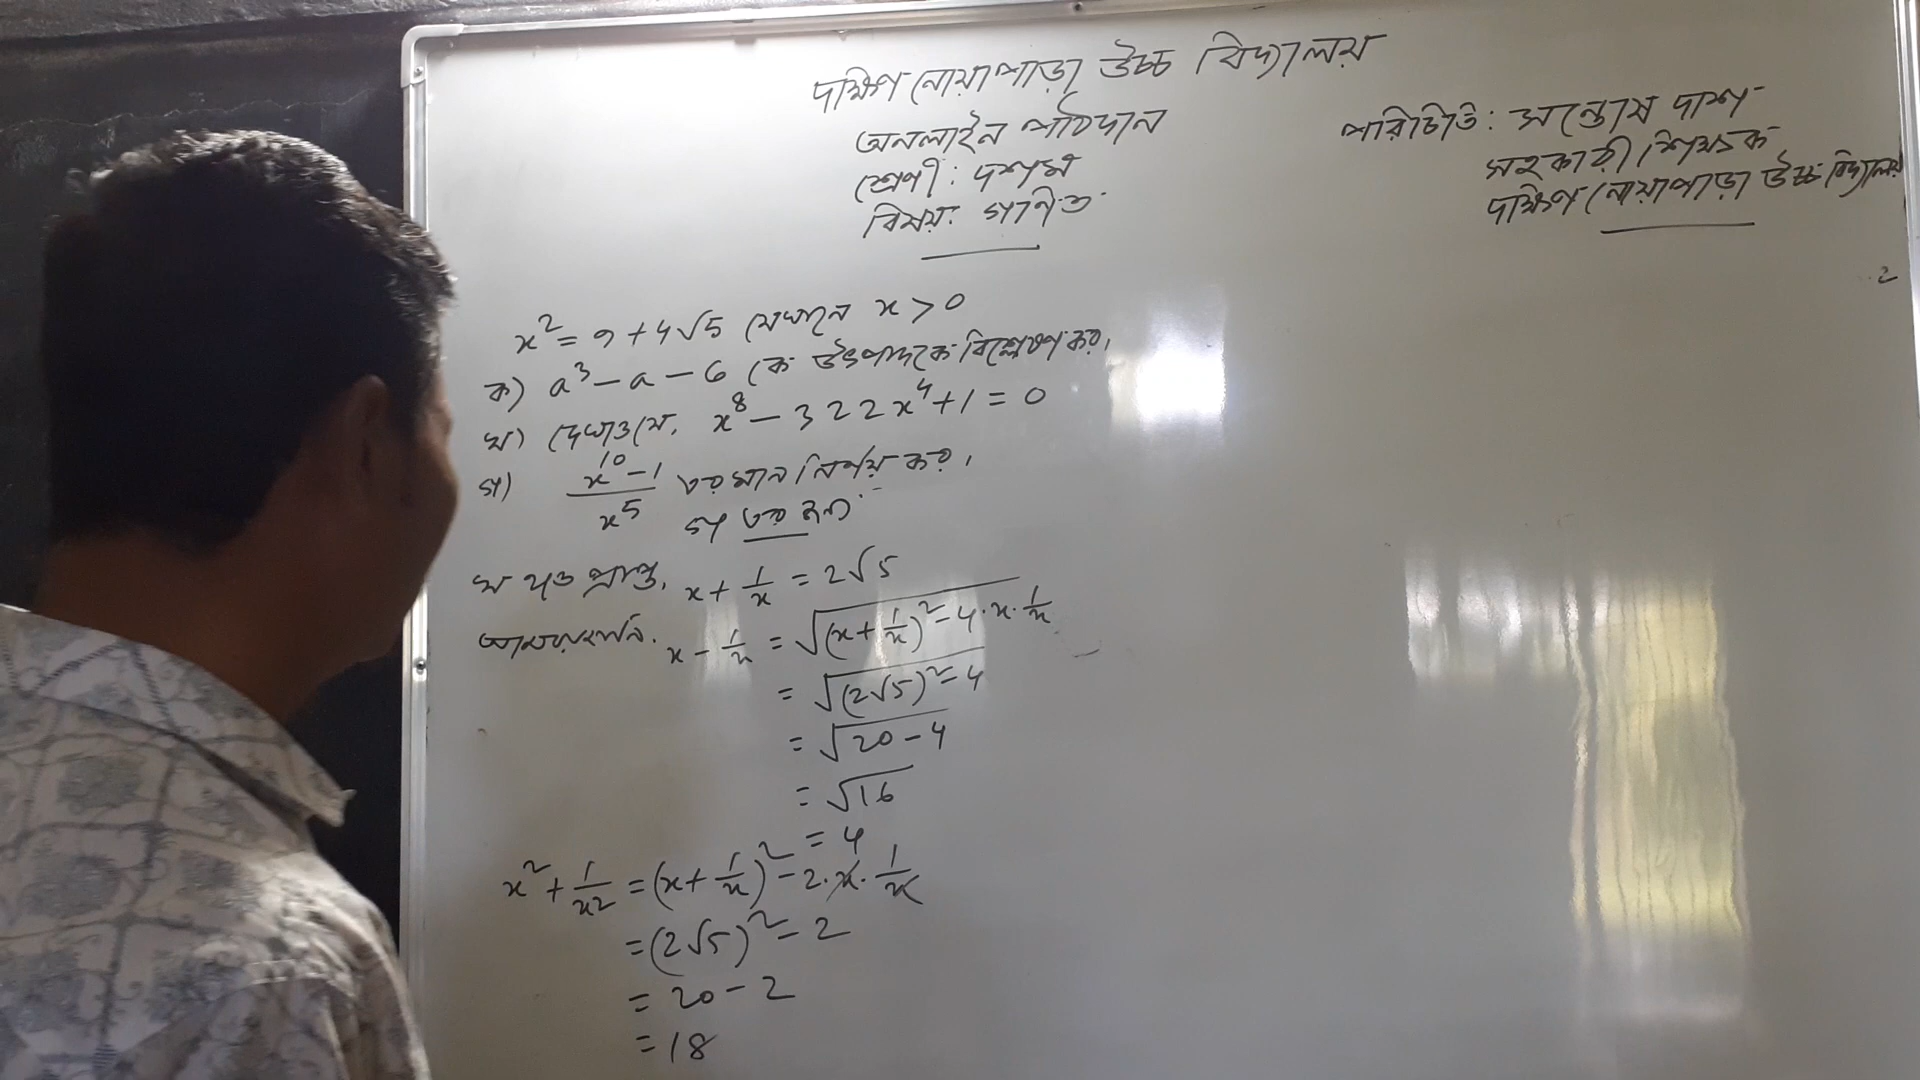 দক্ষিণ নোয়াপাড়া উচ্চ বিদ্যালয়
অনলাইন পাঠদান
শ্রেণী: দশম
বিষয়: গণিত
পরিচিতি: সন্তোষ দাশ
সহকারী শিক্ষক
দক্ষিণ নোয়াপাড়া উচ্চ বিদ্যালয়
2
x² = 9 + 4√5 যেখানে x > 0
ক) a³ – a – 6 কে উৎপাদকে বিশ্লেষণ কর।
খ) দেখাও যে, x⁸ – 322x⁴ + 1 = 0
গ) (x¹⁰ – 1)/x⁵ এর মান নির্ণয় কর।
গ এর
খ হতে প্রাপ্ত, x + 1/x = 2√5
আমরা জানি, x – 1/x = √((x + 1/x)² – 4·x·1/x)
= √((2√5)² – 4)
= √(20 – 4)
= √16
= 4
x² + 1/x² = (x + 1/x)² – 2·x·1/x
= (2√5)² – 2
= 20 – 2
= 18